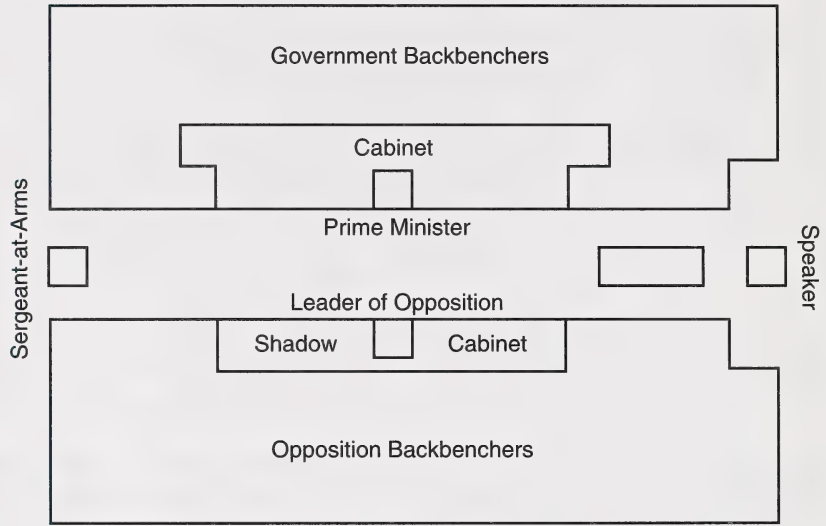 Government Backbenchers
Cabinet
Sergeant-at-Arms
Prime Minister
Speaker
Leader of Opposition
Shadow Cabinet
Opposition Backbenchers